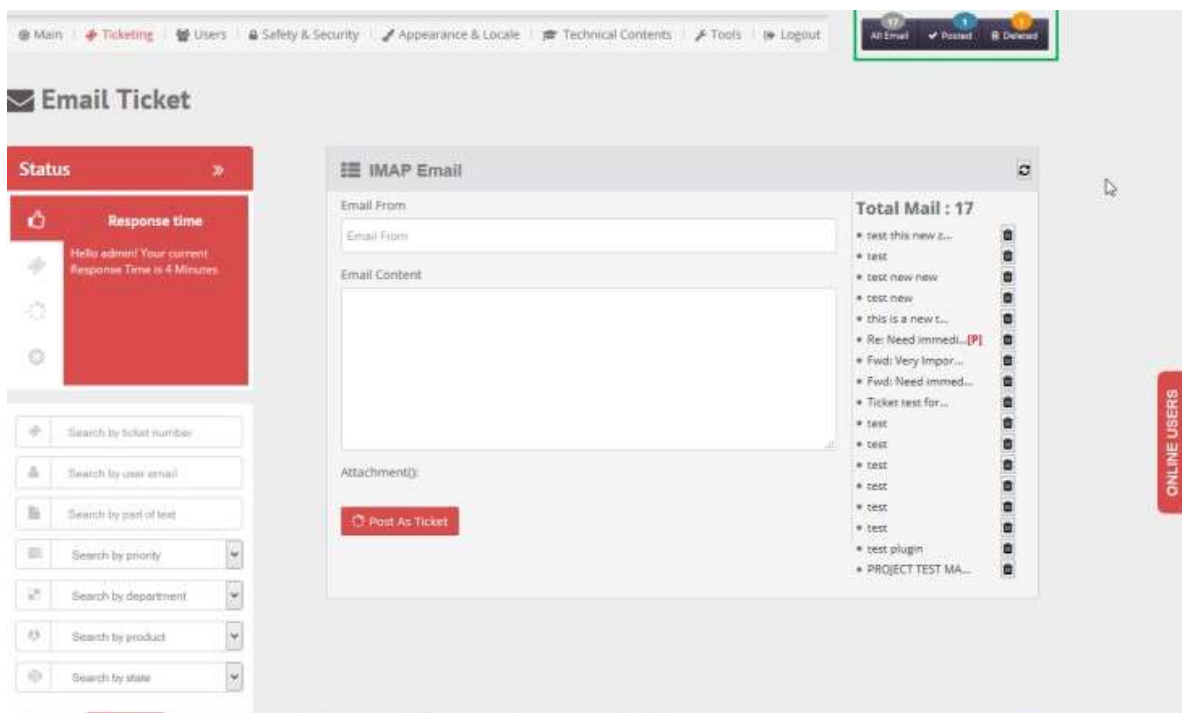 17 1 1
Main Ticketing Users Safety & Security Appearance & Locale Technical Contents Tools Logout
All Email Posted Deleted
Email Ticket
Status
Response time
Hello admin! Your current
Response Time is 4 Minutes
Search by ticket number
Search by user email
Search by part of text
Search by priority
Search by department
Search by product
Search by state
IMAP Email
Email From
Email From
Email Content
Attachment():
Post As Ticket
Total Mail : 17
test this new z...
test
test new new
test new
this is a new t...
Re: Need immedi...[P]
Fwd: Very Impor...
Fwd: Need immed...
Ticket test for...
test
test
test
test
test
test
test plugin
PROJECT TEST MA...
ONLINE USERS